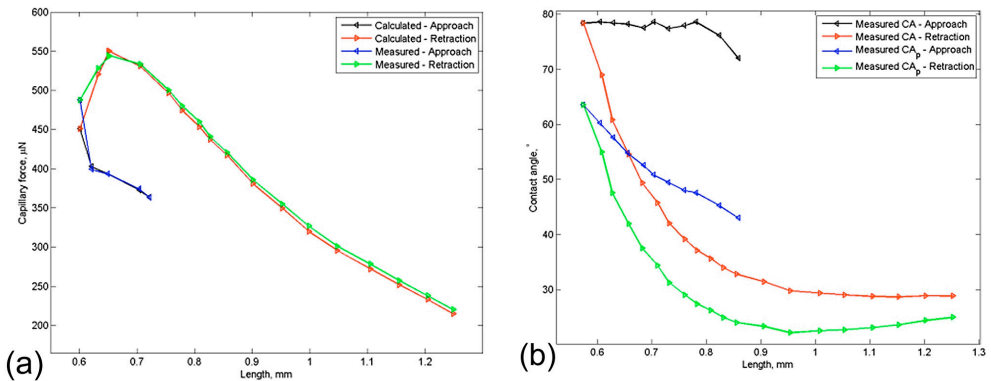 Calculated - Approach
Calculated - Retraction
Measured - Approach
Measured - Retraction
Capillary force, µN
600
550
500
450
400
350
300
250
200
0.6 0.7 0.8 0.9 1 1.1 1.2
Length, mm
(a)
Measured CA - Approach
Measured CA - Retraction
Measured CAp - Approach
Measured CAp - Retraction
Contact angle, °
80
70
60
50
40
30
0.6 0.7 0.8 0.9 1 1.1 1.2 1.3
Length, mm
(b)